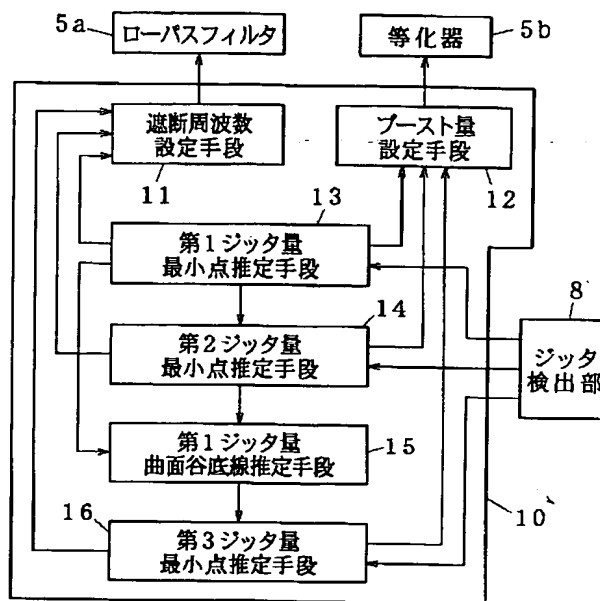 5a
ローパスフィルタ
等化器
5b
遮断周波数
設定手段
11
ブースト量
設定手段
12
13
第1ジッタ量
最小点推定手段
14
第2ジッタ量
最小点推定手段
8
ジッタ
検出部
第1ジッタ量
曲面谷底線推定手段
15
16
第3ジッタ量
最小点推定手段
10